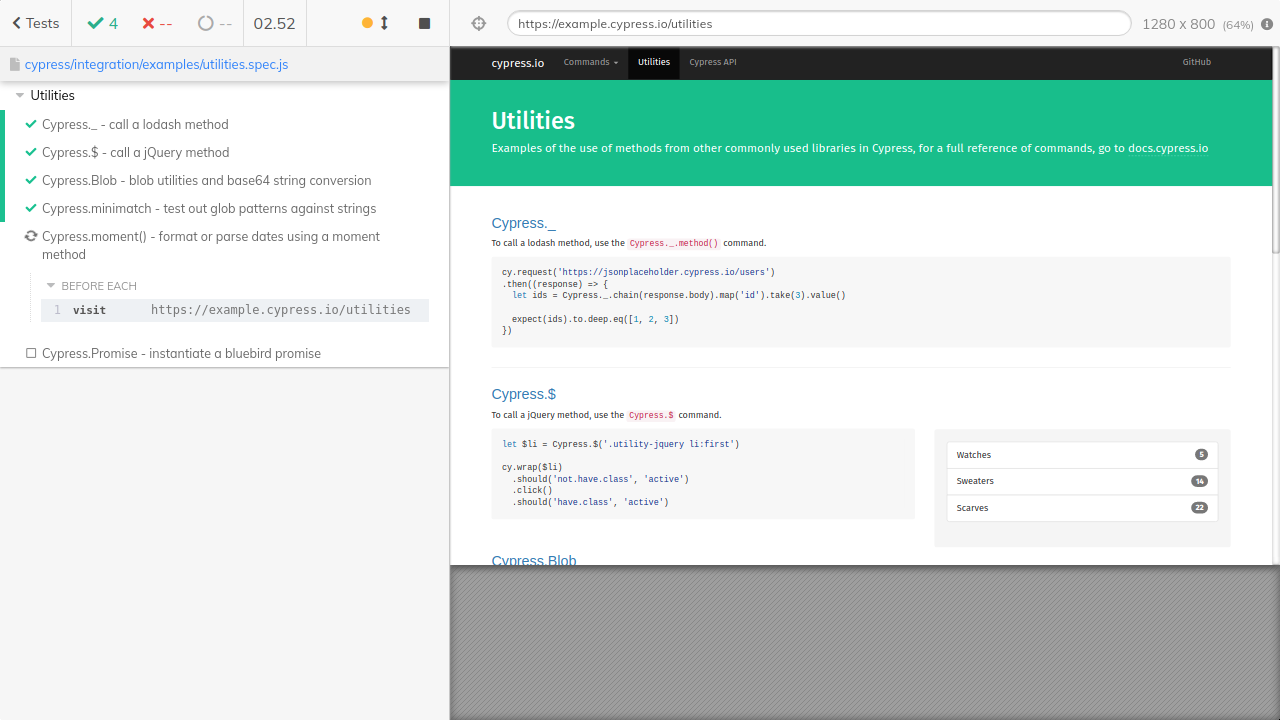 Tests
4
--
--
02.52
https://example.cypress.io/utilities
1280 x 800 (64%)
cypress/integration/examples/utilities.spec.js
Utilities
Cypress._ - call a lodash method
Cypress.$ - call a jQuery method
Cypress.Blob - blob utilities and base64 string conversion
Cypress.minimatch - test out glob patterns against strings
Cypress.moment() - format or parse dates using a moment
method
BEFORE EACH
1 visit https://example.cypress.io/utilities
Cypress.Promise - instantiate a bluebird promise
cypress.io
Commands
Utilities
Cypress API
GitHub
Utilities
Examples of the use of methods from other commonly used libraries in Cypress, for a full reference of commands, go to docs.cypress.io
Cypress._
To call a lodash method, use the Cypress._.method() command.
cy.request('https://jsonplaceholder.cypress.io/users')
.then((response) => {
let ids = Cypress._.chain(response.body).map('id').take(3).value()
expect(ids).to.deep.eq([1, 2, 3])
})
Cypress.$
To call a jQuery method, use the Cypress.$ command.
let $li = Cypress.$('.utility-jquery li:first')
cy.wrap($li)
.should('not.have.class', 'active')
.click()
.should('have.class', 'active')
Watches 5
Sweaters 14
Scarves 22
Cypress.Blob